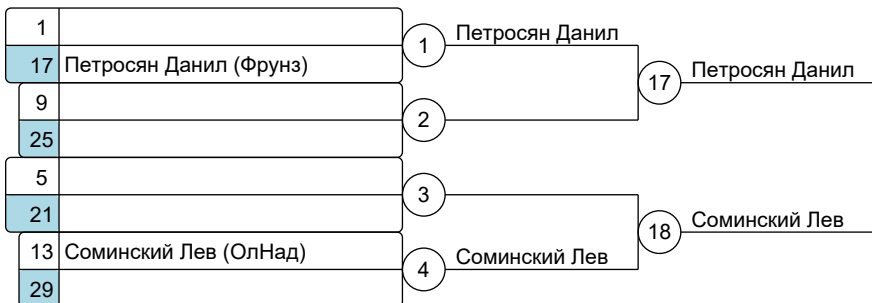 1
17 Петросян Данил (Фрунз)
1 Петросян Данил
9
25
2
17 Петросян Данил
5
21
3
13 Соминский Лев (ОлНад)
29
4 Соминский Лев
18 Соминский Лев